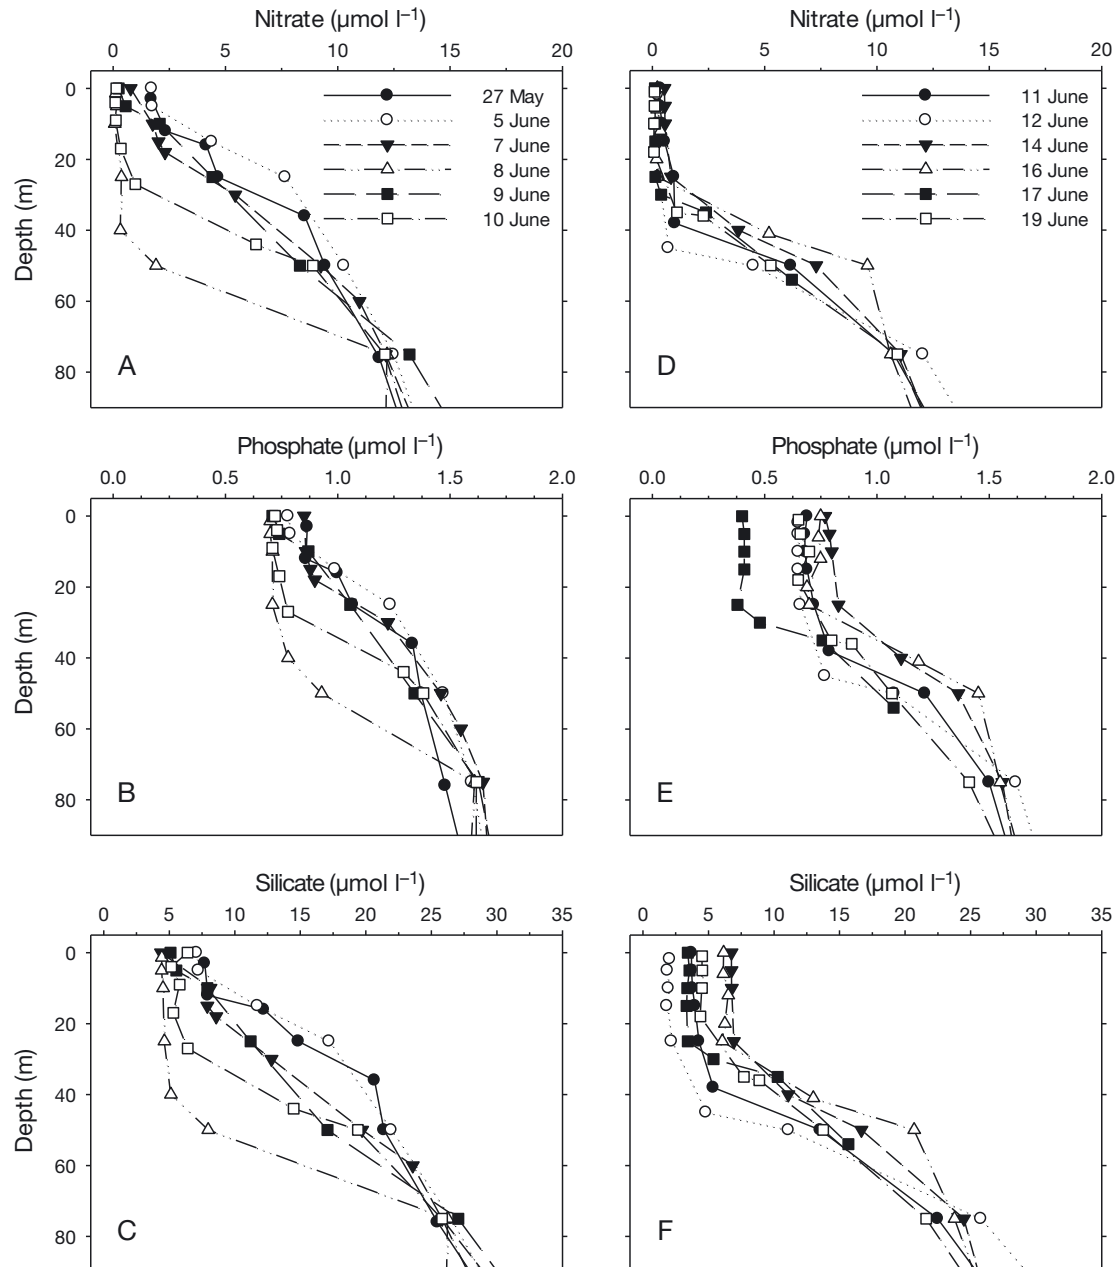 Nitrate (µmol l⁻¹)
0 5 10 15 20
0
20
40
60
80
Depth (m)
27 May
5 June
7 June
8 June
9 June
10 June
A
Nitrate (µmol l⁻¹)
0 5 10 15 20
11 June
12 June
14 June
16 June
17 June
19 June
D
Phosphate (µmol l⁻¹)
0.0 0.5 1.0 1.5 2.0
0
20
40
60
80
Depth (m)
B
Phosphate (µmol l⁻¹)
0.0 0.5 1.0 1.5 2.0
E
Silicate (µmol l⁻¹)
0 5 10 15 20 25 30 35
0
20
40
60
80
Depth (m)
C
Silicate (µmol l⁻¹)
0 5 10 15 20 25 30 35
F